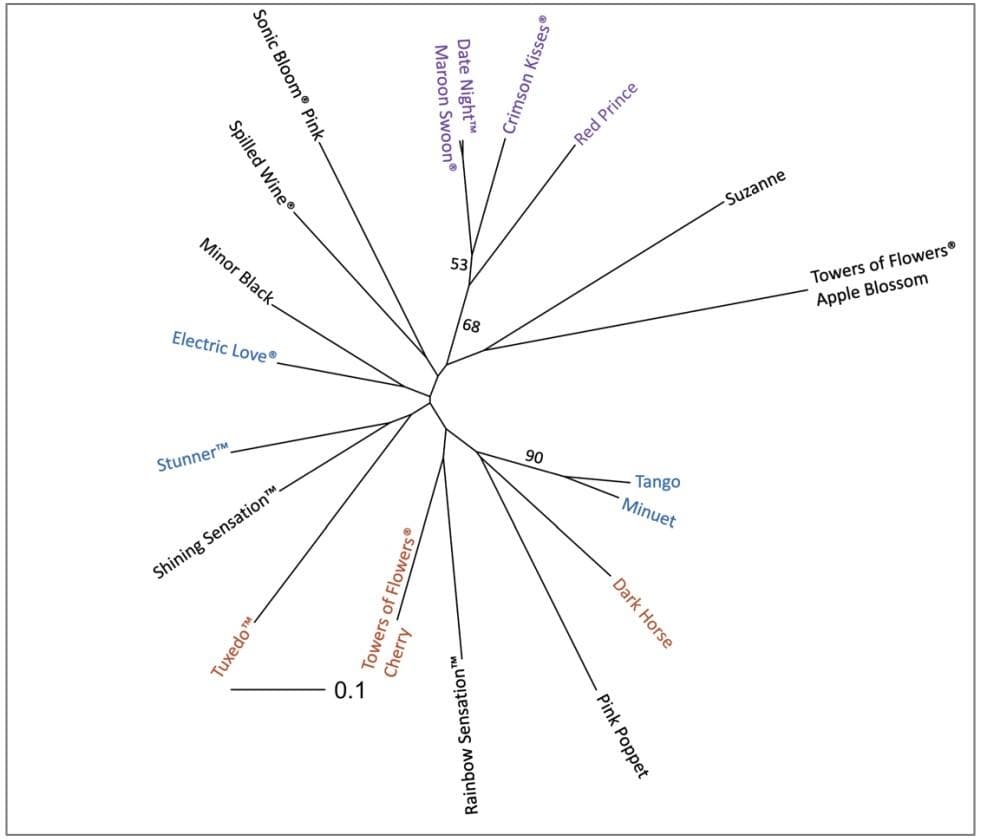 Sonic Bloom® Pink
Date Night™
Maroon Swoon®
Crimson Kisses®
Red Prince
Spilled Wine®
Suzanne
Minor Black
Towers of Flowers®
Apple Blossom
53
68
Electric Love®
Stunner™
90
Tango
Minuet
Shining Sensation™
Tuxedo™
Towers of Flowers®
Cherry
Dark Horse
0.1
Rainbow Sensation™
Pink Poppet